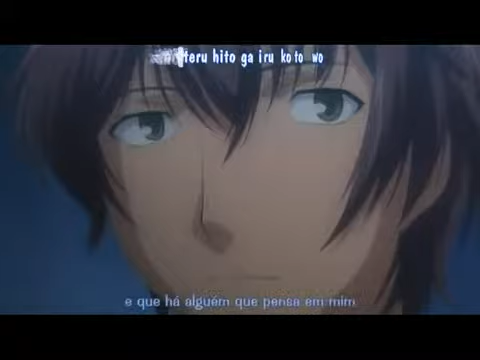 teru hito ga iru koto wo
e que há alguém que pensa em mim